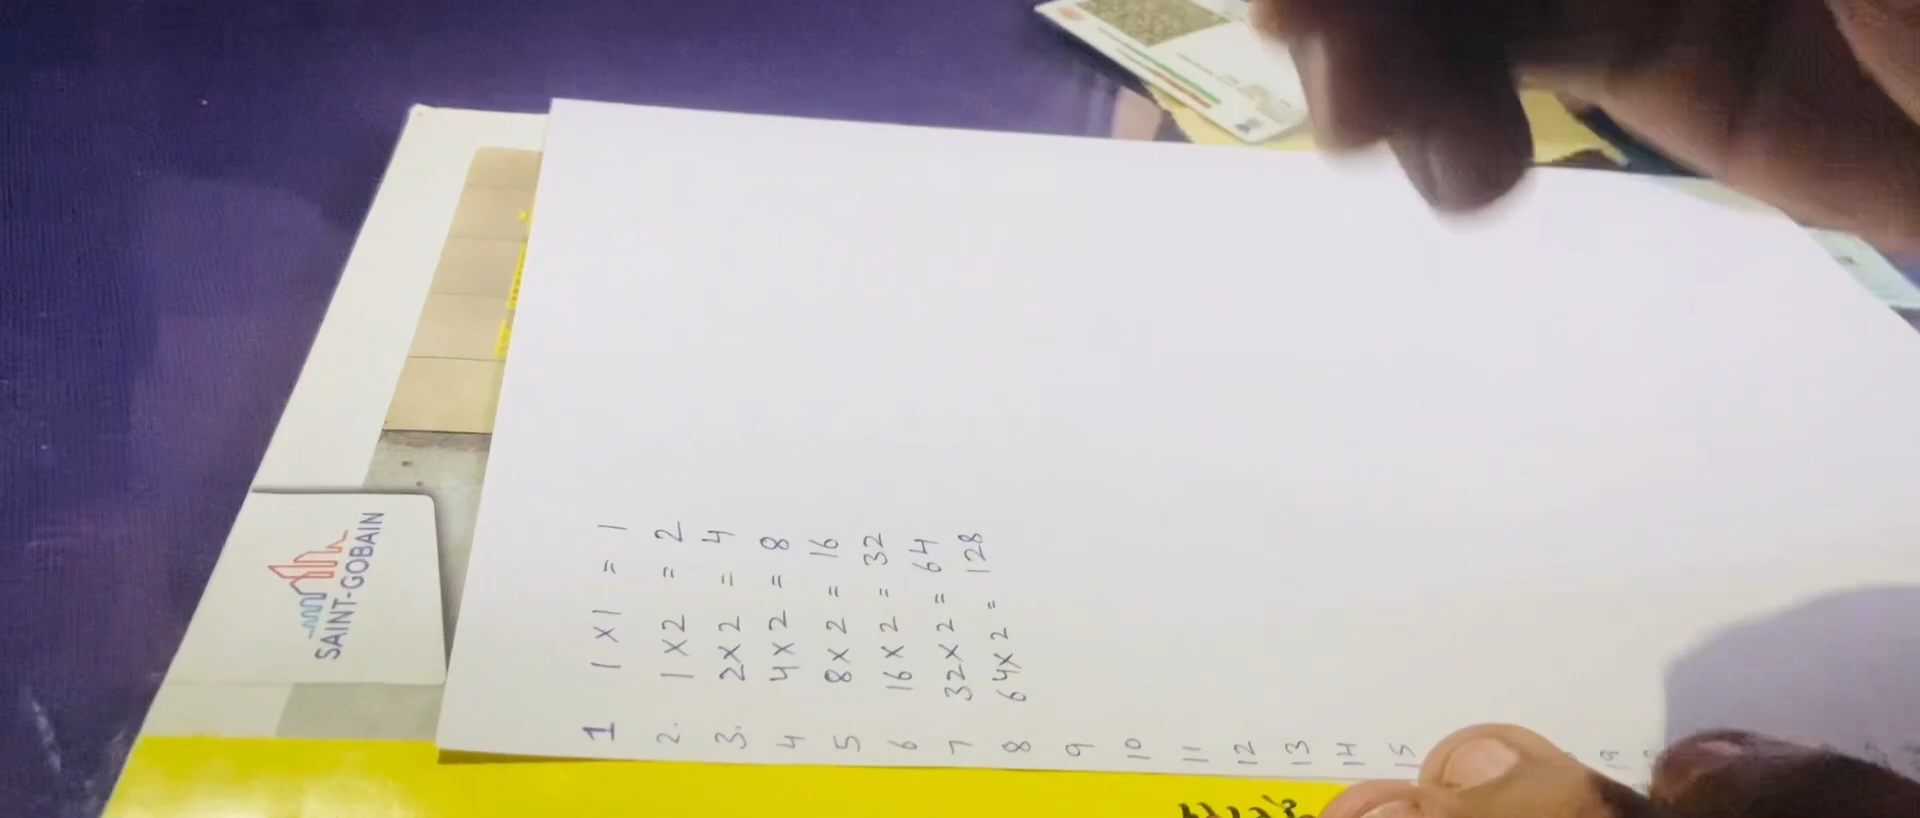 SAINT-GOBAIN
1 1 x 1 = 1
2. 1 x 2 = 2
3. 2 x 2 = 4
4 4 x 2 = 8
5 8 x 2 = 16
6 16 x 2 = 32
7 32 x 2 = 64
8 64 x 2 = 128
9
10
11
12
13
14
15
19